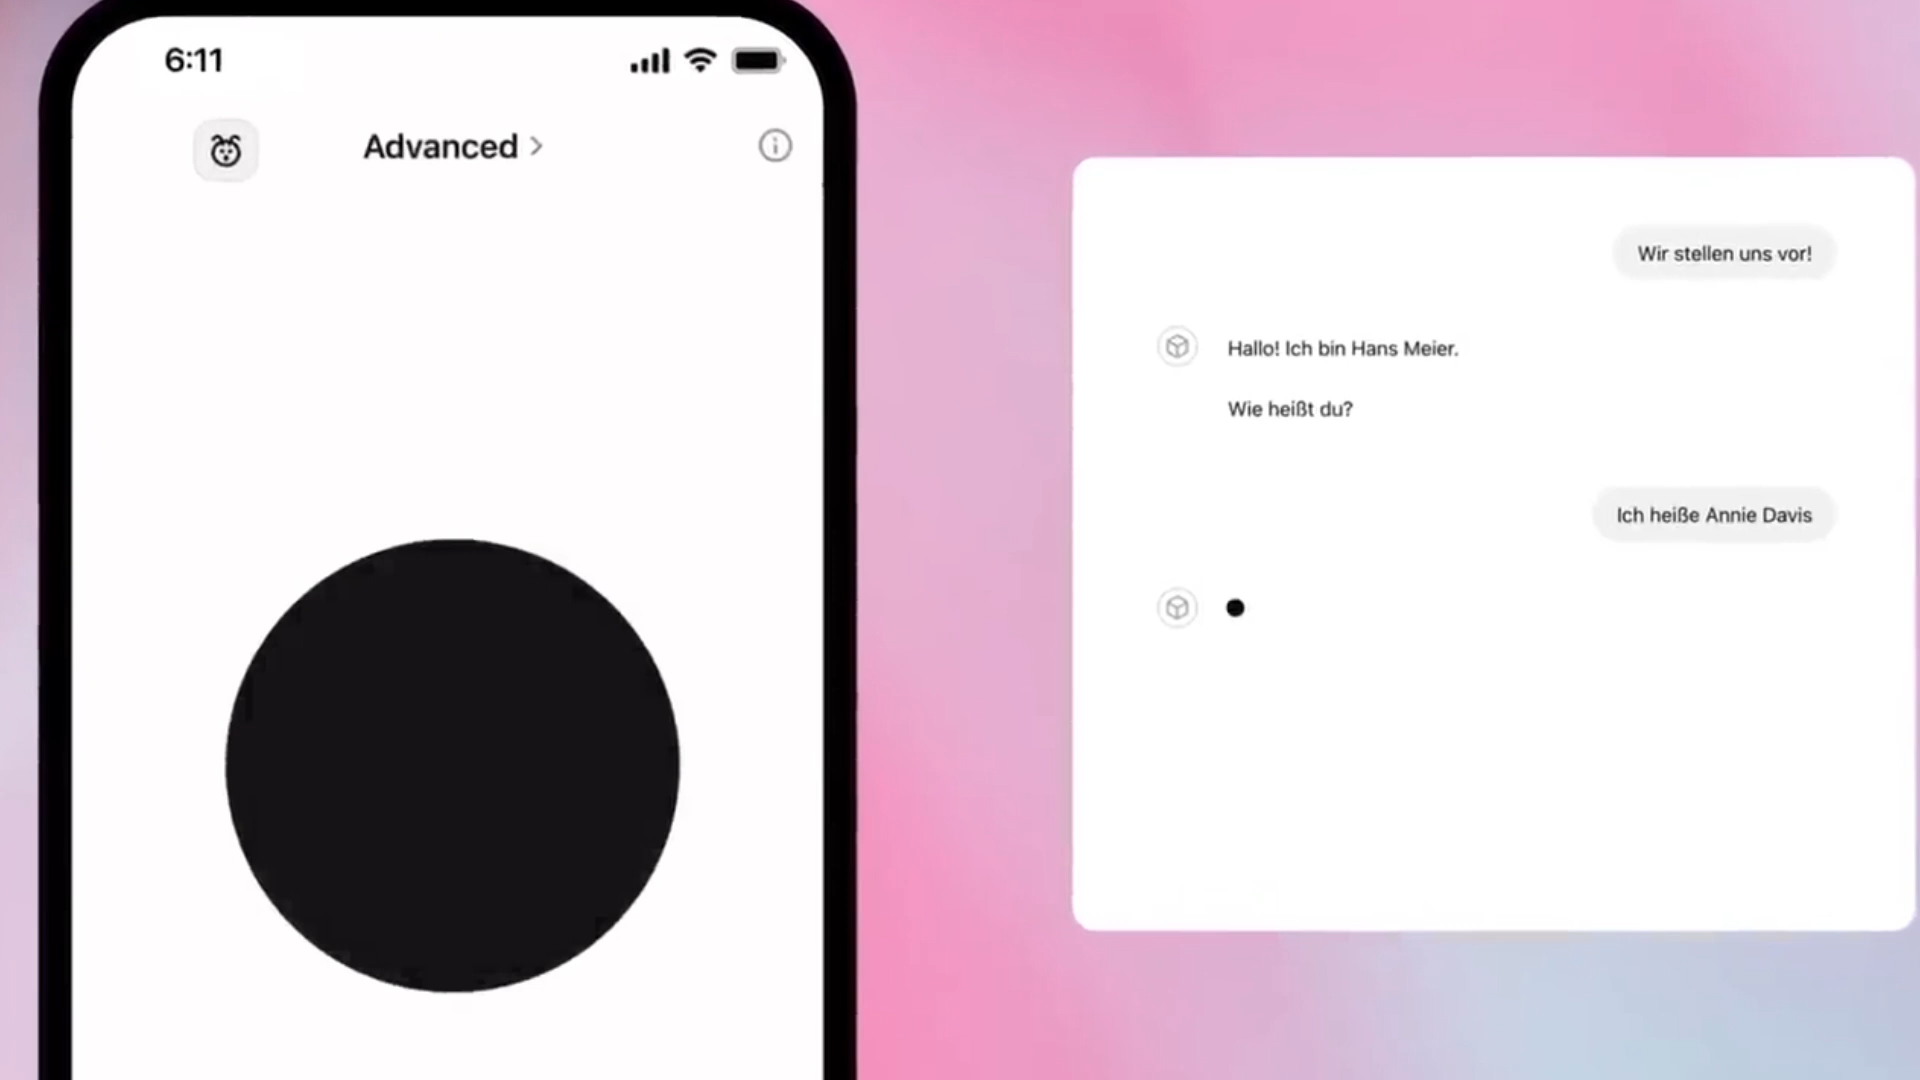 6:11
Advanced
Wir stellen uns vor!
Hallo! Ich bin Hans Meier.
Wie heißt du?
Ich heiße Annie Davis